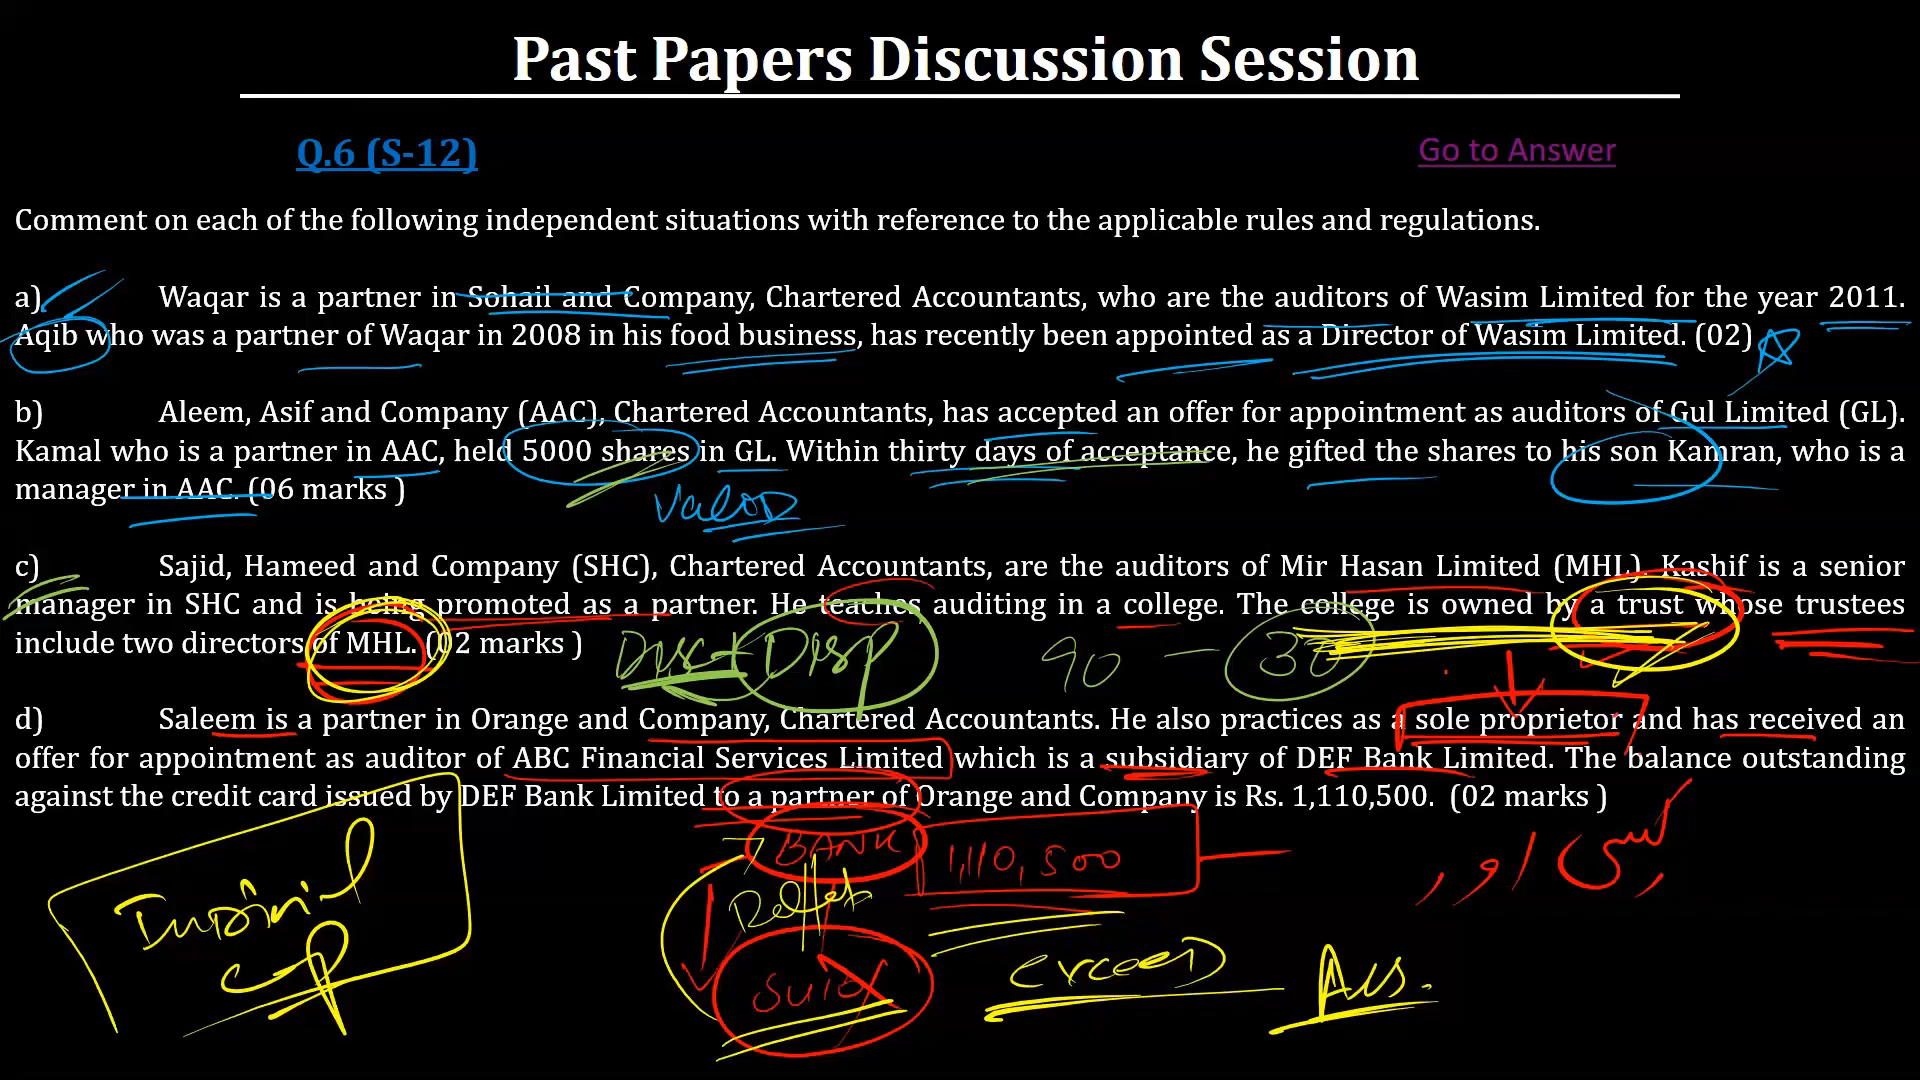 Past Papers Discussion Session
Q.6 (S-12)
Go to Answer
Comment on each of the following independent situations with reference to the applicable rules and regulations.
a) Waqar is a partner in Sohail and Company, Chartered Accountants, who are the auditors of Wasim Limited for the year 2011.
Aqib who was a partner of Waqar in 2008 in his food business, has recently been appointed as a Director of Wasim Limited. (02)
b) Aleem, Asif and Company (AAC), Chartered Accountants, has accepted an offer for appointment as auditors of Gul Limited (GL).
Kamal who is a partner in AAC, held 5000 shares in GL. Within thirty days of acceptance, he gifted the shares to his son Kamran, who is a
manager in AAC. (06 marks )
c) Sajid, Hameed and Company (SHC), Chartered Accountants, are the auditors of Mir Hasan Limited (MHL). Kashif is a senior
manager in SHC and is being promoted as a partner. He teaches auditing in a college. The college is owned by a trust whose trustees
include two directors of MHL. (02 marks )
Disc + Disp 90 — 30
d) Saleem is a partner in Orange and Company, Chartered Accountants. He also practices as a sole proprietor and has received an
offer for appointment as auditor of ABC Financial Services Limited which is a subsidiary of DEF Bank Limited. The balance outstanding
against the credit card issued by DEF Bank Limited to a partner of Orange and Company is Rs. 1,110,500. (02 marks )
BANK 1,110,500
exceed